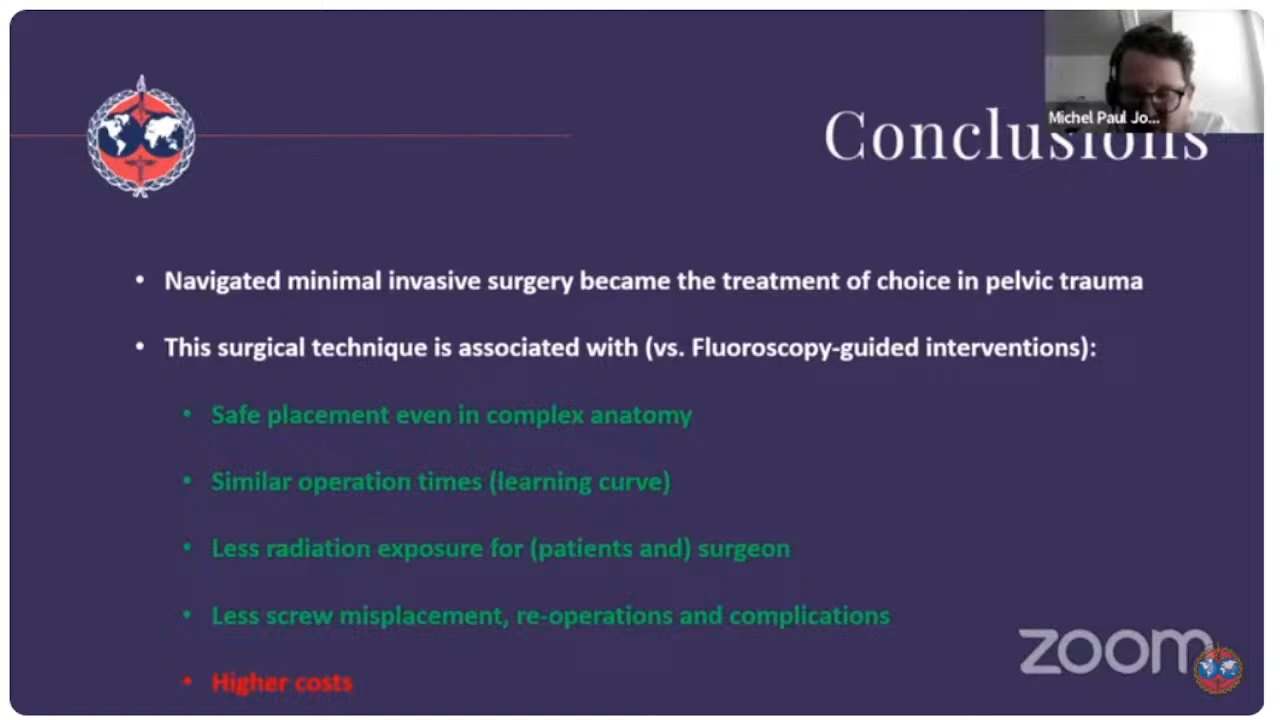 Michel Paul Jo...
Conclusions
• Navigated minimal invasive surgery became the treatment of choice in pelvic trauma
• This surgical technique is associated with (vs. Fluoroscopy-guided interventions):
• Safe placement even in complex anatomy
• Similar operation times (learning curve)
• Less radiation exposure for (patients and) surgeon
• Less screw misplacement, re-operations and complications
• Higher costs
zoom